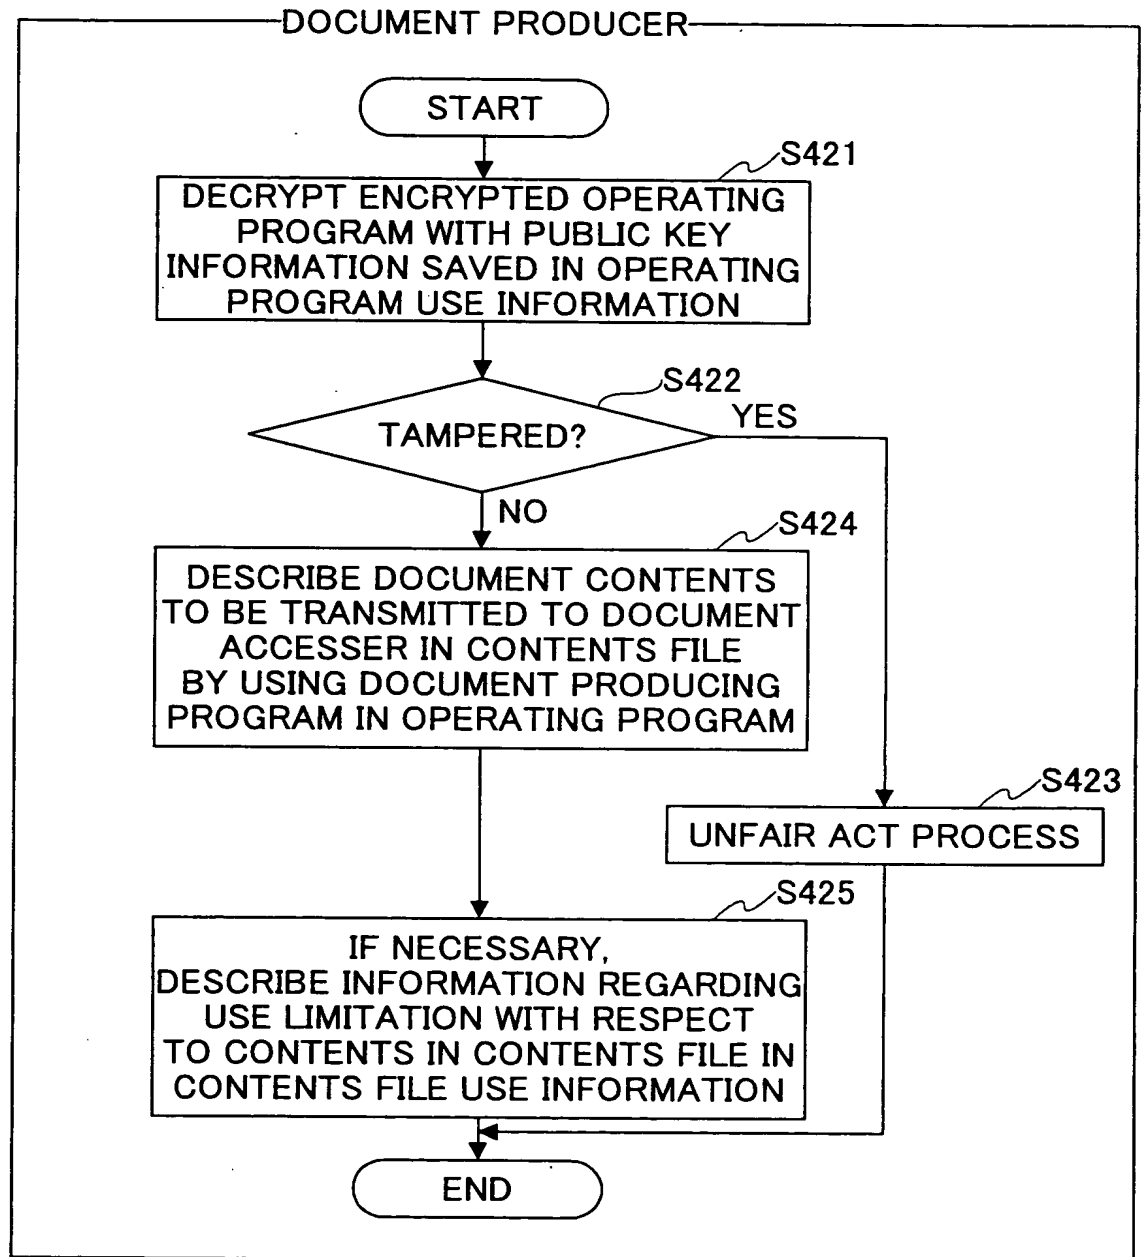 DOCUMENT PRODUCER
START
S421
DECRYPT ENCRYPTED OPERATING
PROGRAM WITH PUBLIC KEY
INFORMATION SAVED IN OPERATING
PROGRAM USE INFORMATION
S422
TAMPERED?
YES
NO
S424
DESCRIBE DOCUMENT CONTENTS
TO BE TRANSMITTED TO DOCUMENT
ACCESSER IN CONTENTS FILE
BY USING DOCUMENT PRODUCING
PROGRAM IN OPERATING PROGRAM
S423
UNFAIR ACT PROCESS
S425
IF NECESSARY,
DESCRIBE INFORMATION REGARDING
USE LIMITATION WITH RESPECT
TO CONTENTS IN CONTENTS FILE IN
CONTENTS FILE USE INFORMATION
END